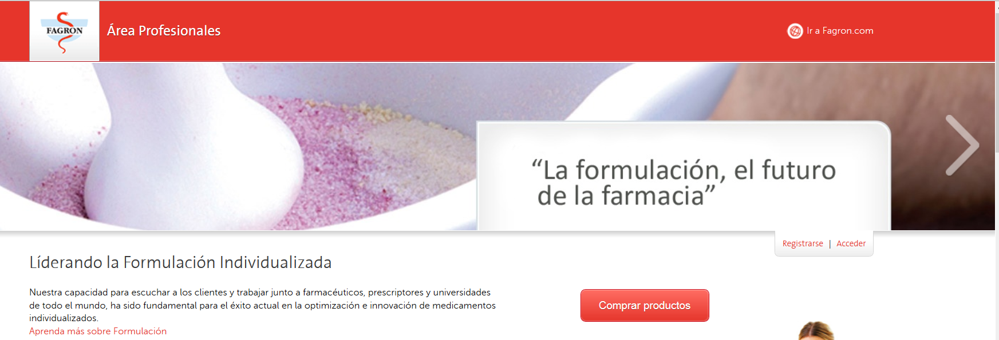 FAGRON
Área Profesionales
Ir a Fagron.com
“La formulación, el futuro
de la farmacia”
Registrarse | Acceder
Líderando la Formulación Individualizada
Nuestra capacidad para escuchar a los clientes y trabajar junto a farmacéuticos, prescriptores y universidades
de todo el mundo, ha sido fundamental para el éxito actual en la optimización e innovación de medicamentos
individualizados.
Aprenda más sobre Formulación
Comprar productos